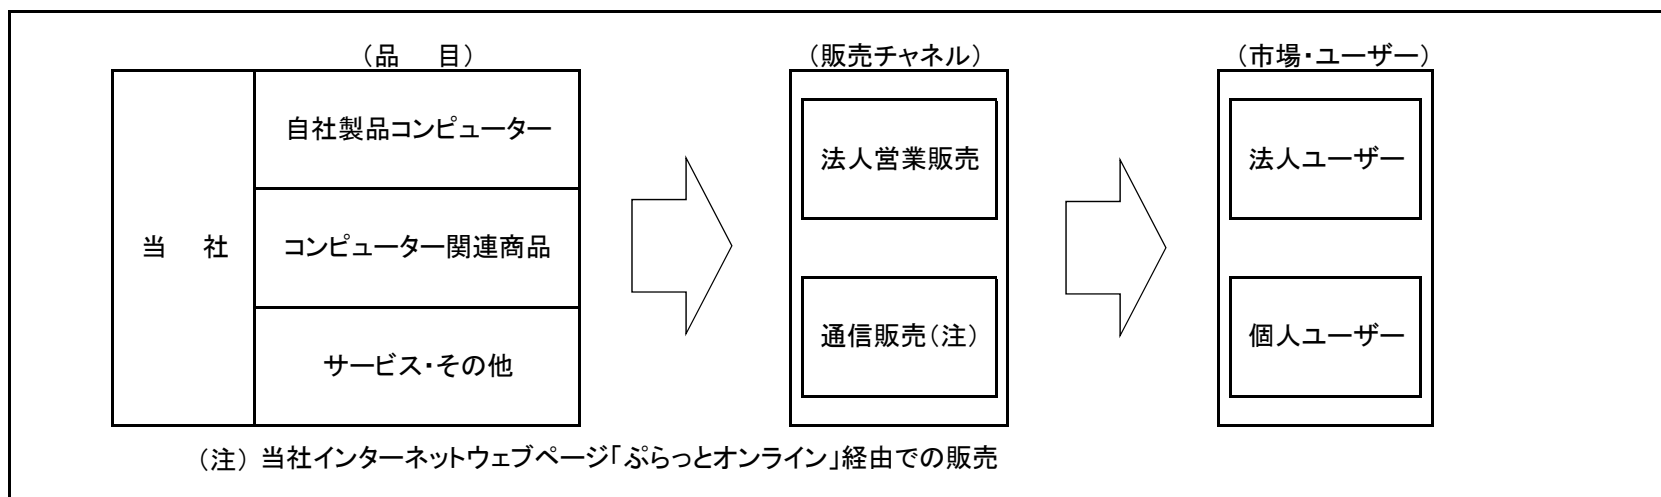 （品　目）
（販売チャネル）
（市場・ユーザー）
当　社
自社製品コンピューター
コンピューター関連商品
サービス・その他
法人営業販売
通信販売（注）
法人ユーザー
個人ユーザー
（注）当社インターネットウェブページ「ぷらっとオンライン」経由での販売